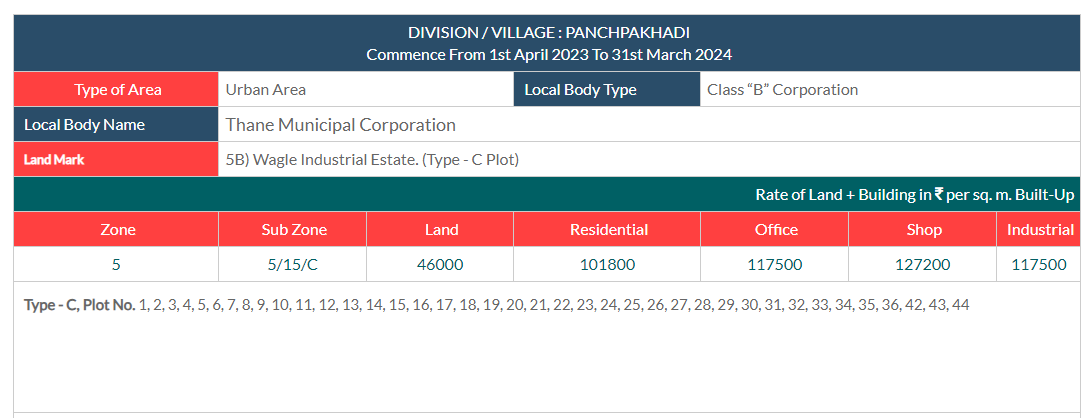 DIVISION / VILLAGE : PANCHPAKHADI
Commence From 1st April 2023 To 31st March 2024
Type of Area Urban Area Local Body Type Class “B” Corporation
Local Body Name Thane Municipal Corporation
Land Mark 5B) Wagle Industrial Estate. (Type - C Plot)
Rate of Land + Building in ₹ per sq. m. Built-Up
Zone Sub Zone Land Residential Office Shop Industrial
5 5/15/C 46000 101800 117500 127200 117500
Type - C, Plot No. 1, 2, 3, 4, 5, 6, 7, 8, 9, 10, 11, 12, 13, 14, 15, 16, 17, 18, 19, 20, 21, 22, 23, 24, 25, 26, 27, 28, 29, 30, 31, 32, 33, 34, 35, 36, 42, 43, 44